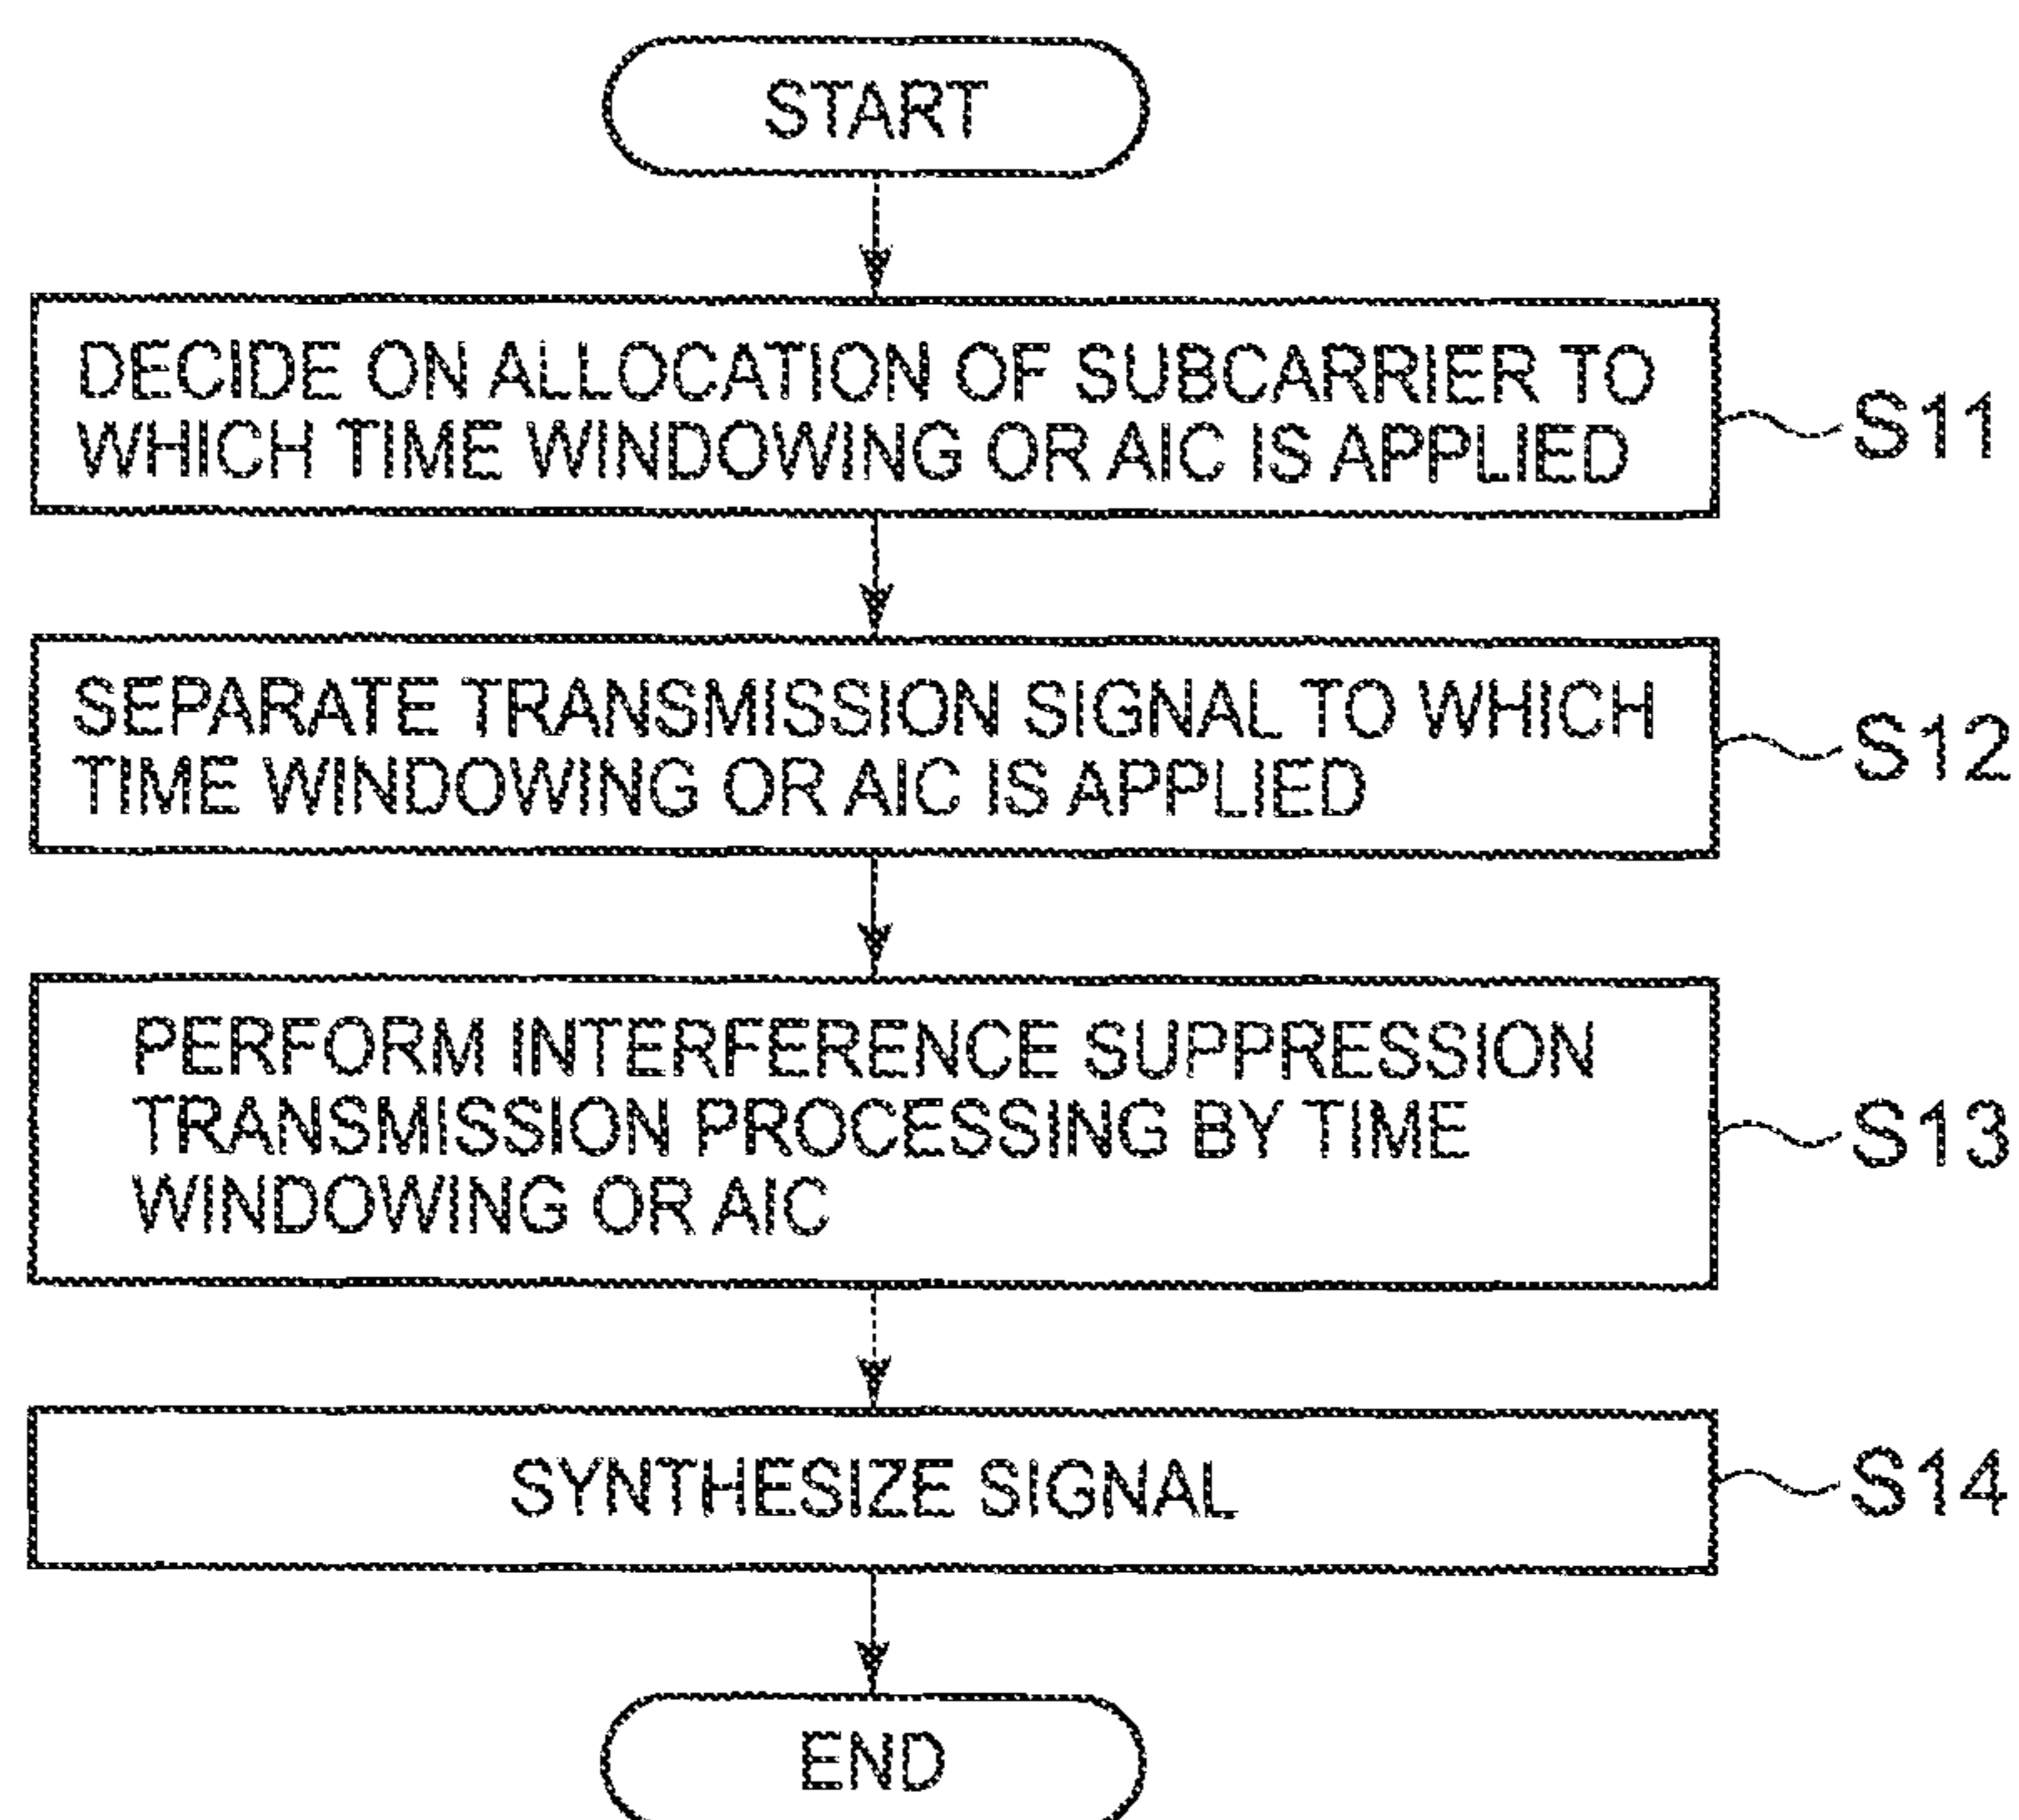 START
DECIDE ON ALLOCATION OF SUBCARRIER TO
WHICH TIME WINDOWING OR AIC IS APPLIED
S11
SEPARATE TRANSMISSION SIGNAL TO WHICH
TIME WINDOWING OR AIC IS APPLIED
S12
PERFORM INTERFERENCE SUPPRESSION
TRANSMISSION PROCESSING BY TIME
WINDOWING OR AIC
S13
SYNTHESIZE SIGNAL
S14
END